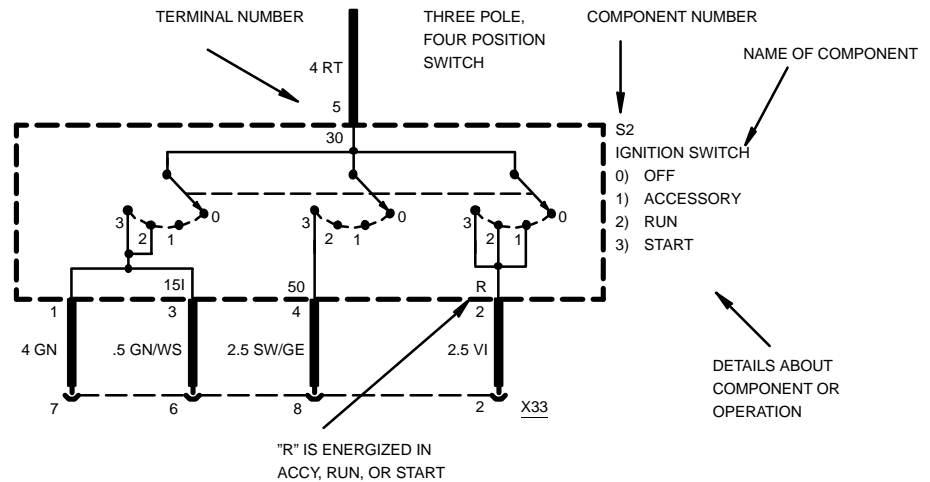 TERMINAL NUMBER
THREE POLE,
FOUR POSITION
SWITCH
COMPONENT NUMBER
NAME OF COMPONENT
4 RT
5
30
S2
IGNITION SWITCH
0) OFF
1) ACCESSORY
2) RUN
3) START
3 2 1 0
3 2 1 0
3 2 1 0
15I 50 R
1 3 4 2
4 GN .5 GN/WS 2.5 SW/GE 2.5 VI
7 6 8 2 X33
DETAILS ABOUT
COMPONENT OR
OPERATION
"R" IS ENERGIZED IN
ACCY, RUN, OR START